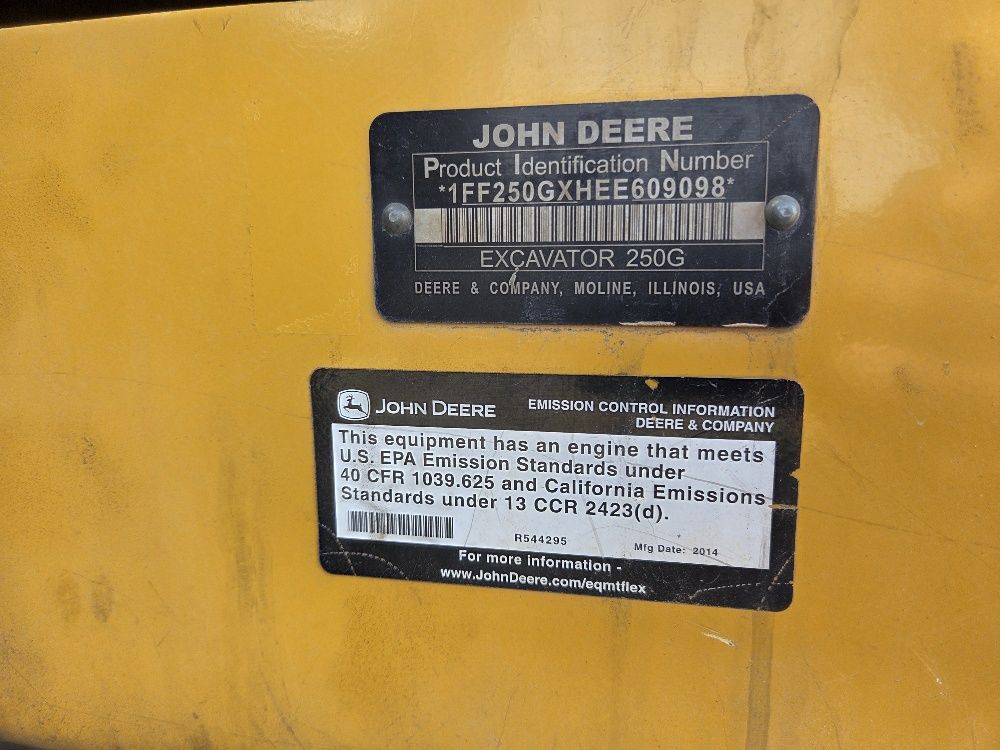 JOHN DEERE
Product Identification Number
*1FF250GXHEE609098*
EXCAVATOR 250G
DEERE & COMPANY, MOLINE, ILLINOIS, USA
JOHN DEERE
EMISSION CONTROL INFORMATION
DEERE & COMPANY
This equipment has an engine that meets
U.S. EPA Emission Standards under
40 CFR 1039.625 and California Emissions
Standards under 13 CCR 2423(d).
R544295
Mfg Date: 2014
For more information -
www.JohnDeere.com/eqmtflex